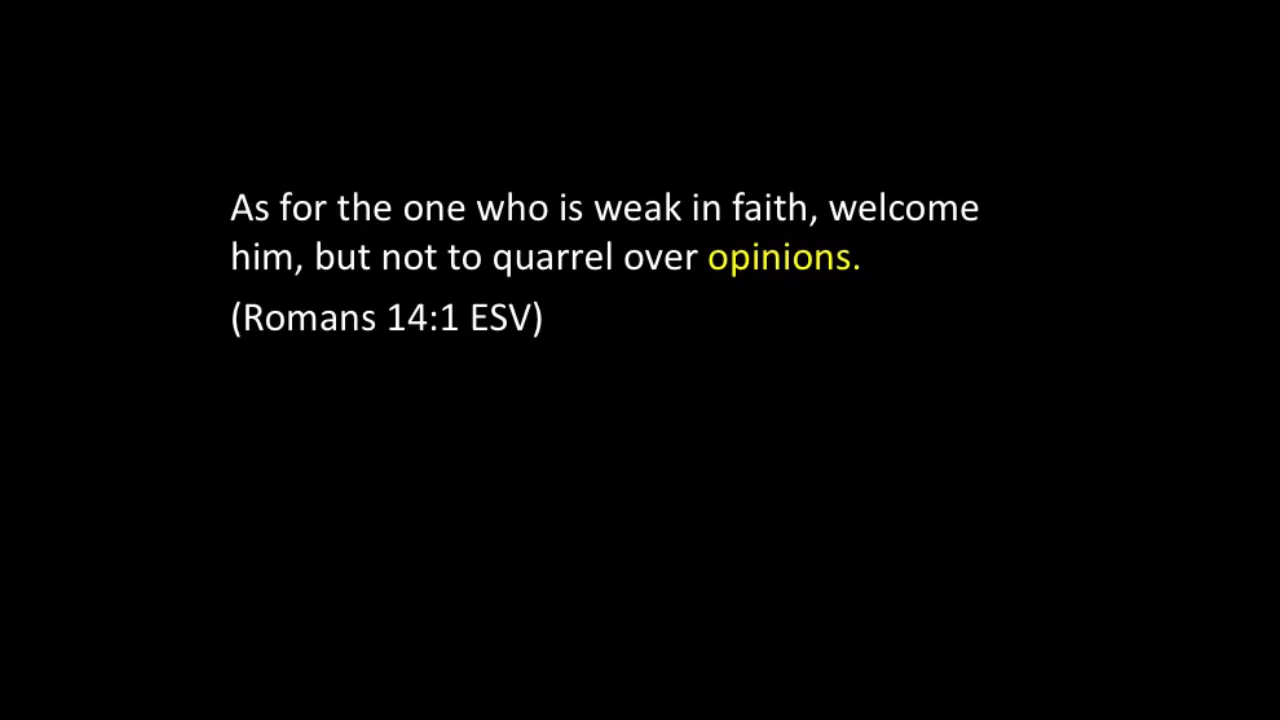 As for the one who is weak in faith, welcome
him, but not to quarrel over opinions.
(Romans 14:1 ESV)